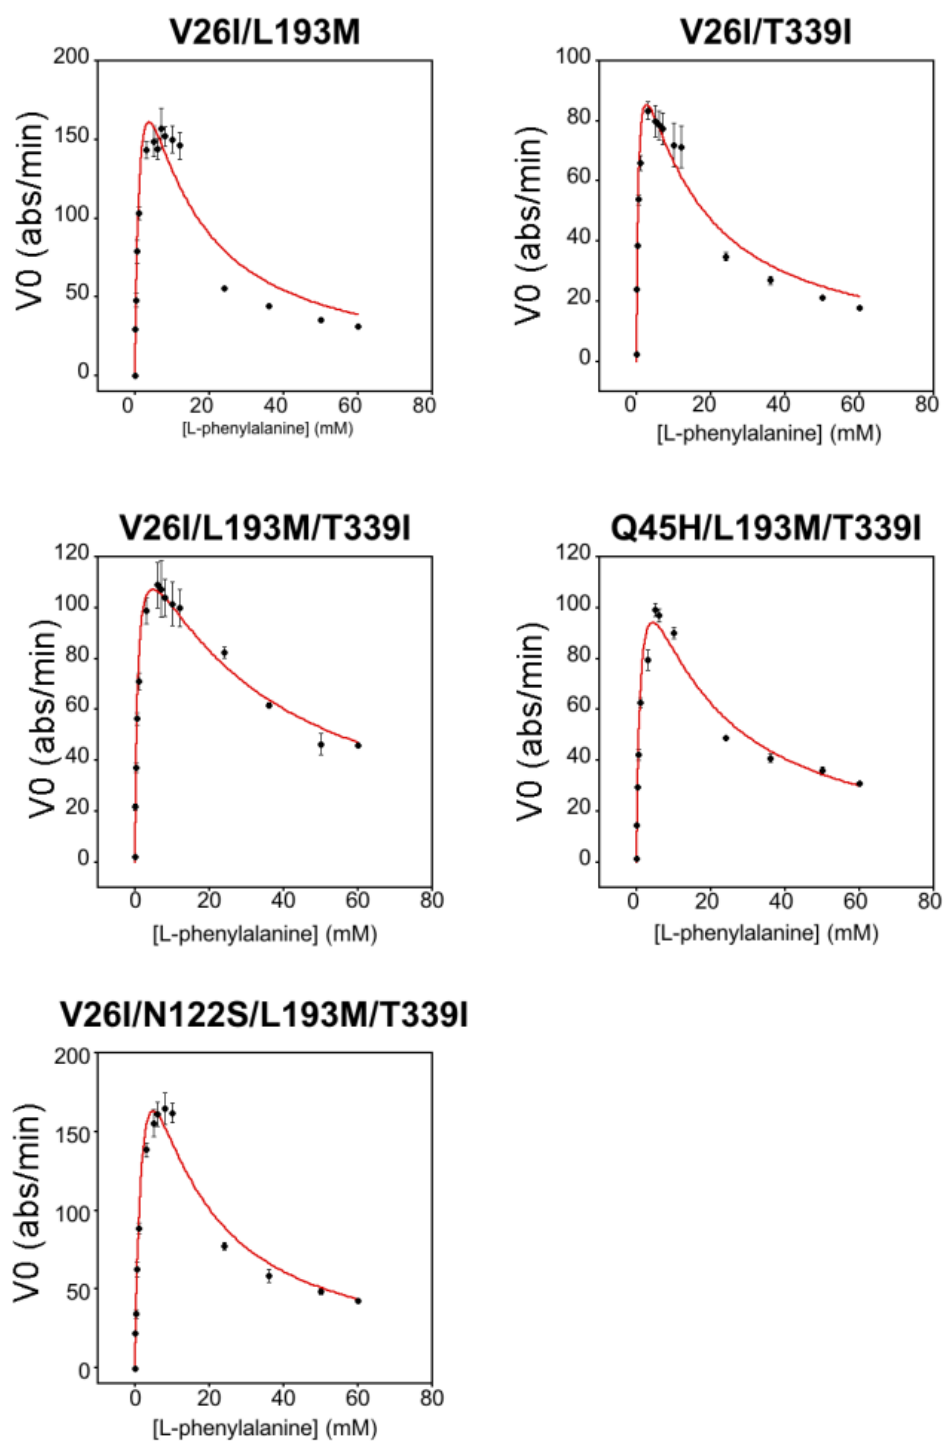 V26I/L193M
200
150
100
50
0
V0 (abs/min)
0 20 40 60 80
[L-phenylalanine] (mM)
V26I/T339I
100
80
60
40
20
0
V0 (abs/min)
0 20 40 60 80
[L-phenylalanine] (mM)
V26I/L193M/T339I
120
100
80
60
40
20
0
V0 (abs/min)
0 20 40 60 80
[L-phenylalanine] (mM)
Q45H/L193M/T339I
120
100
80
60
40
20
0
V0 (abs/min)
0 20 40 60 80
[L-phenylalanine] (mM)
V26I/N122S/L193M/T339I
200
150
100
50
0
V0 (abs/min)
0 20 40 60 80
[L-phenylalanine] (mM)